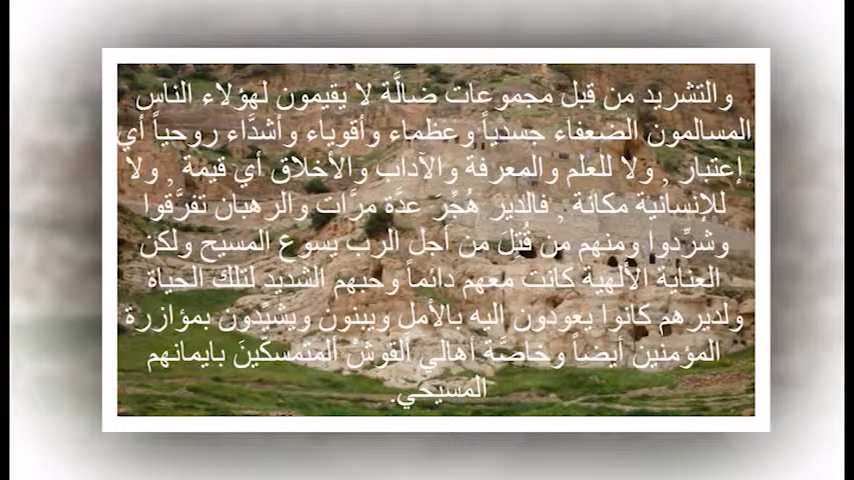 والتشريد من قبل مجموعات ضالَّة لا يقيمون لهؤلاء الناس
المسالمون الضعفاء جسدياً وعظماء وأقوياء وأشدَّاء روحياً أي
إعتبار , ولا للعلم والمعرفة والآداب والأخلاق أي قيمة , ولا
للإنسانية مكانة , فالدير هُجِّرَ عدَّة مرَّات والرهبان تفرَّقوا
وشرِّدوا ومنهم من قُتِلَ من أجل الرب يسوع المسيح ولكن
العناية الألهية كانت معهم دائماً وحبهم الشديد لتلك الحياة
ولديرهم كانوا يعودون اليه بالأمل ويبنون ويشيِّدون بمؤازرة
المؤمنين أيضاً وخاصَّة أهالي ألقوشْ المتمسكّينَ بايمانهم
المسيحي.